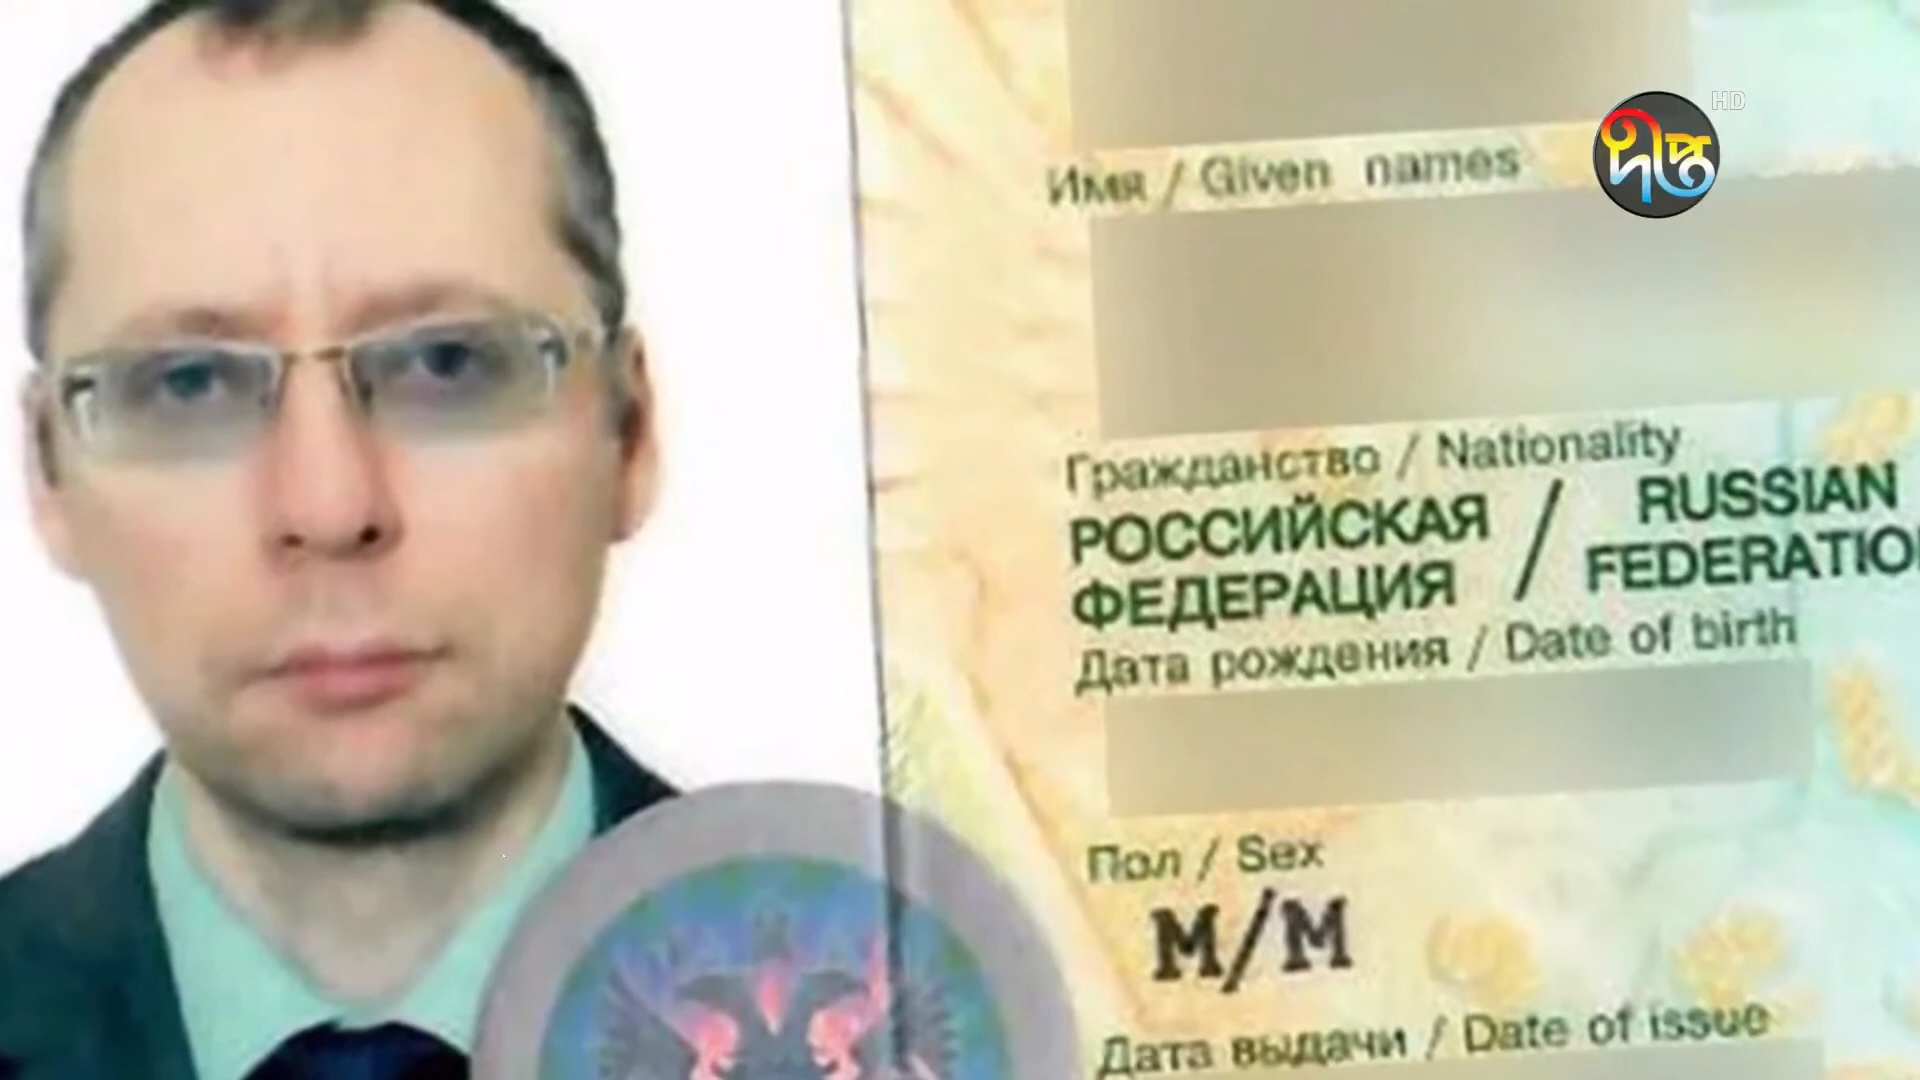 HD
দীপ্ত
Имя / Given names
Гражданство / Nationality
РОССИЙСКАЯ / RUSSIAN
ФЕДЕРАЦИЯ FEDERATIO
Дата рождения / Date of birth
Пол / Sex
М/M
Дата выдачи / Date of issue